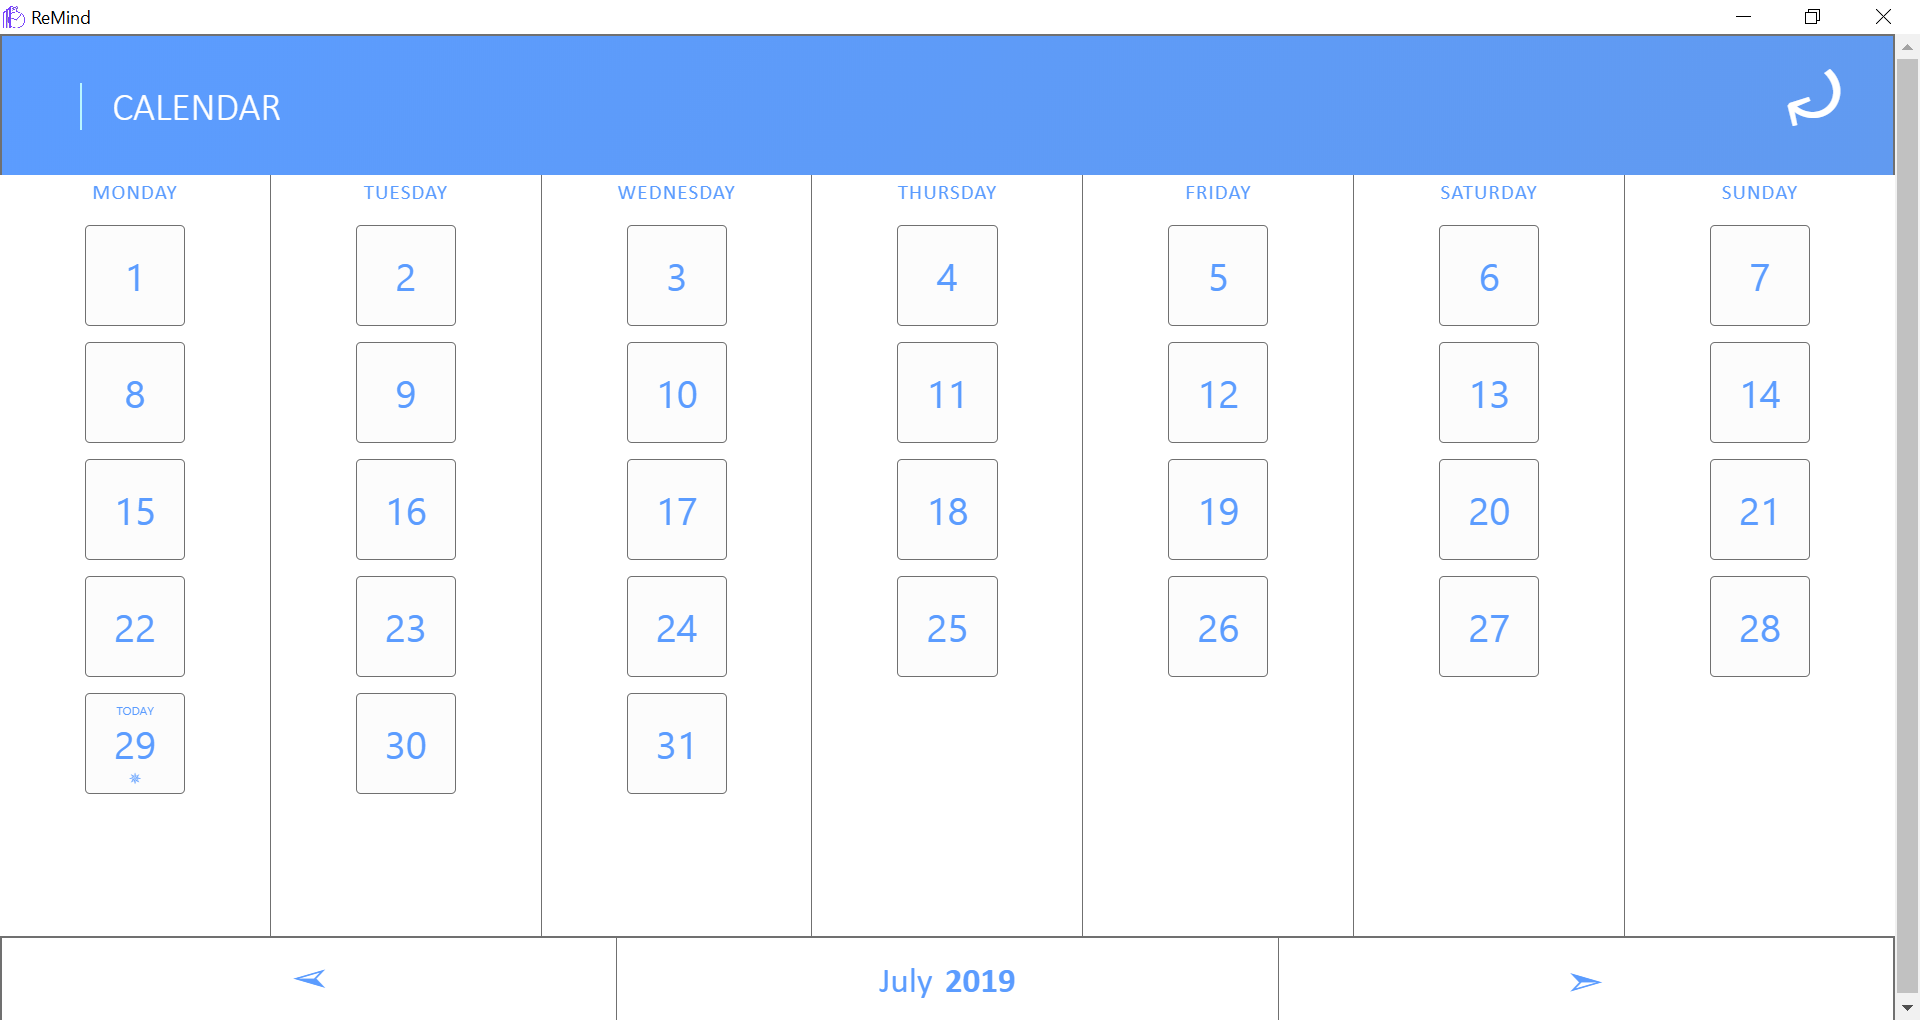 ReMind
CALENDAR
MONDAY TUESDAY WEDNESDAY THURSDAY FRIDAY SATURDAY SUNDAY
1 2 3 4 5 6 7
8 9 10 11 12 13 14
15 16 17 18 19 20 21
22 23 24 25 26 27 28
TODAY
29 30 31
July 2019